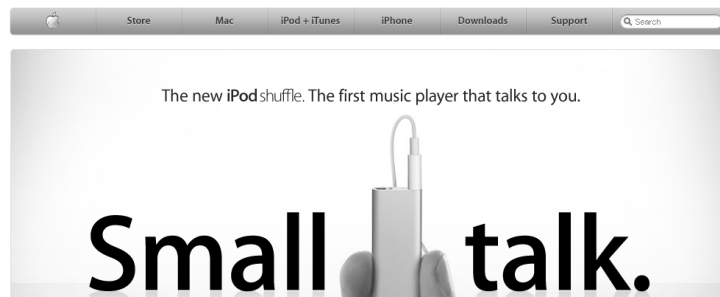 Store Mac iPod + iTunes iPhone Downloads Support Search
The new iPod shuffle. The first music player that talks to you.
Small talk.